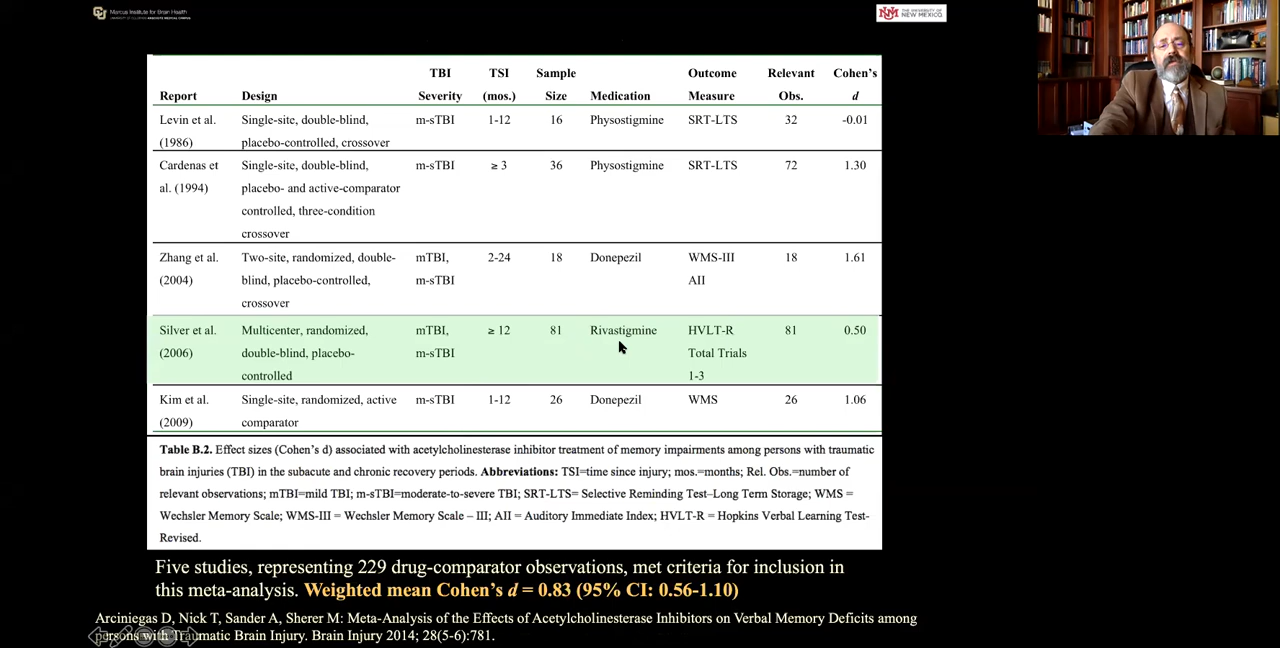 Marcus Institute for Brain Health
THE UNIVERSITY OF
NEW MEXICO
TBI TSI Sample Outcome Relevant Cohen's
Report Design Severity (mos.) Size Medication Measure Obs. d
Levin et al. Single-site, double-blind, m-sTBI 1-12 16 Physostigmine SRT-LTS 32 -0.01
(1986) placebo-controlled, crossover
Cardenas et Single-site, double-blind, m-sTBI ≥ 3 36 Physostigmine SRT-LTS 72 1.30
al. (1994) placebo- and active-comparator
controlled, three-condition
crossover
Zhang et al. Two-site, randomized, double- mTBI, 2-24 18 Donepezil WMS-III 18 1.61
(2004) blind, placebo-controlled, m-sTBI AII
crossover
Silver et al. Multicenter, randomized, mTBI, ≥ 12 81 Rivastigmine HVLT-R 81 0.50
(2006) double-blind, placebo- m-sTBI Total Trials
controlled 1-3
Kim et al. Single-site, randomized, active m-sTBI 1-12 26 Donepezil WMS 26 1.06
(2009) comparator
Table B.2. Effect sizes (Cohen's d) associated with acetylcholinesterase inhibitor treatment of memory impairments among persons with traumatic
brain injuries (TBI) in the subacute and chronic recovery periods. Abbreviations: TSI=time since injury; mos.=months; Rel. Obs.=number of
relevant observations; mTBI=mild TBI; m-sTBI=moderate-to-severe TBI; SRT-LTS= Selective Reminding Test–Long Term Storage; WMS =
Wechsler Memory Scale; WMS-III = Wechsler Memory Scale – III; AII = Auditory Immediate Index; HVLT-R = Hopkins Verbal Learning Test-
Revised.
Five studies, representing 229 drug-comparator observations, met criteria for inclusion in
this meta-analysis. Weighted mean Cohen's d = 0.83 (95% CI: 0.56-1.10)
Arciniegas D, Nick T, Sander A, Sherer M: Meta-Analysis of the Effects of Acetylcholinesterase Inhibitors on Verbal Memory Deficits among
persons with Traumatic Brain Injury. Brain Injury 2014; 28(5-6):781.